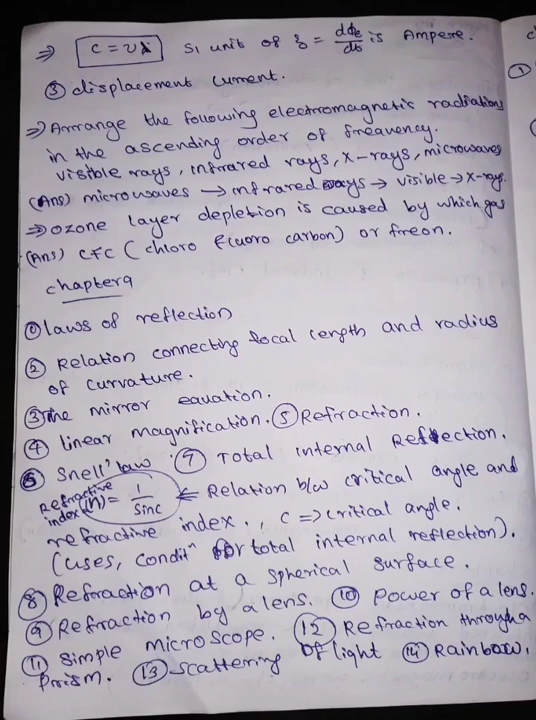 ⇒ c = νλ SI unit of ξ = dϕE/dt is Ampere.
③ displacement current.
⇒ Arrange the following electromagnetic radiations
in the ascending order of frequency.
visible rays, infrared rays, x-rays, microwaves
(Ans) microwaves → infrared rays → visible → x-rays.
⇒ ozone layer depletion is caused by which gas
(Ans) CFC (chloro fluoro carbon) or freon.
chapter 9
① laws of reflection
② Relation connecting focal length and radius
of curvature.
③ The mirror equation.
④ linear magnification. ⑤ Refraction.
⑥ Snell' law. ⑦ Total internal Reflection.
Refractive index (n) = 1/sinc ⇐ Relation b/w critical angle and
refractive index. C ⇒ critical angle.
(uses, conditⁿ for total internal reflection).
⑧ Refraction at a spherical surface.
⑨ Refraction by a lens. ⑩ power of a lens.
⑪ simple microscope. ⑫ Refraction through a
prism. ⑬ Scattering of light ⑭ Rainbow.